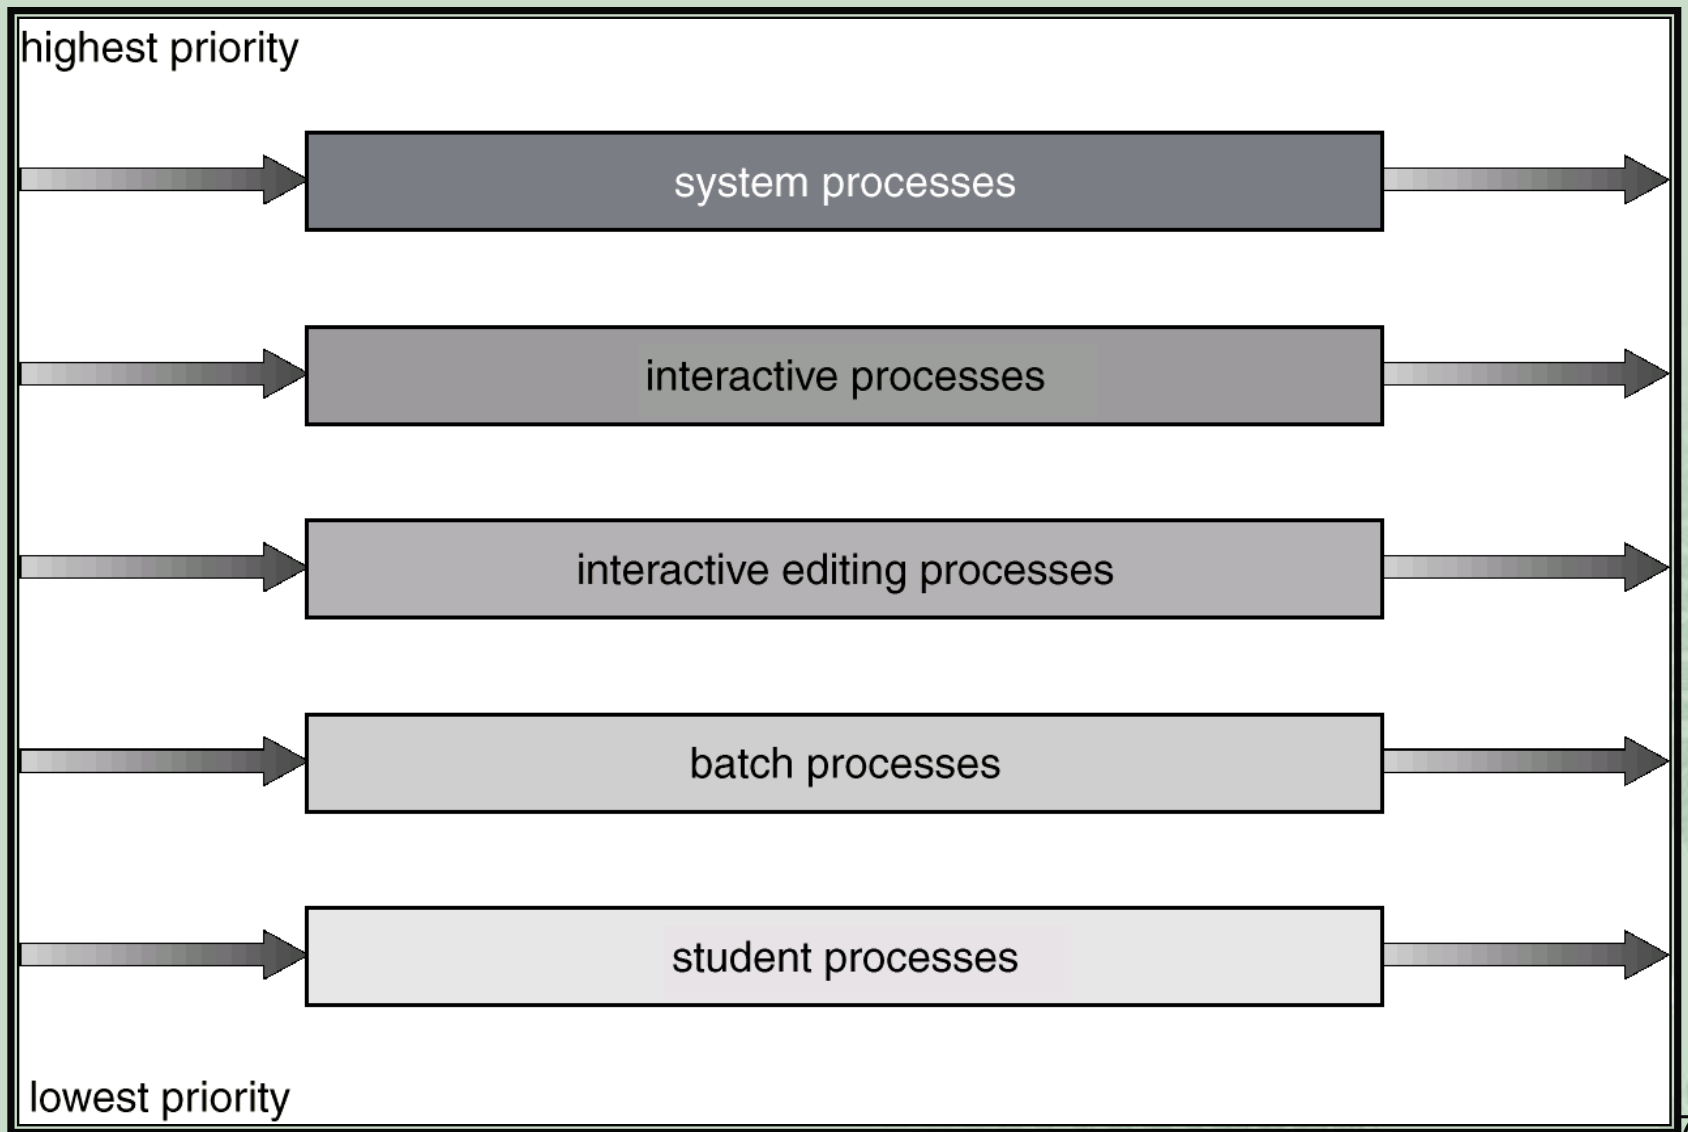 highest priority
system processes
interactive processes
interactive editing processes
batch processes
student processes
lowest priority